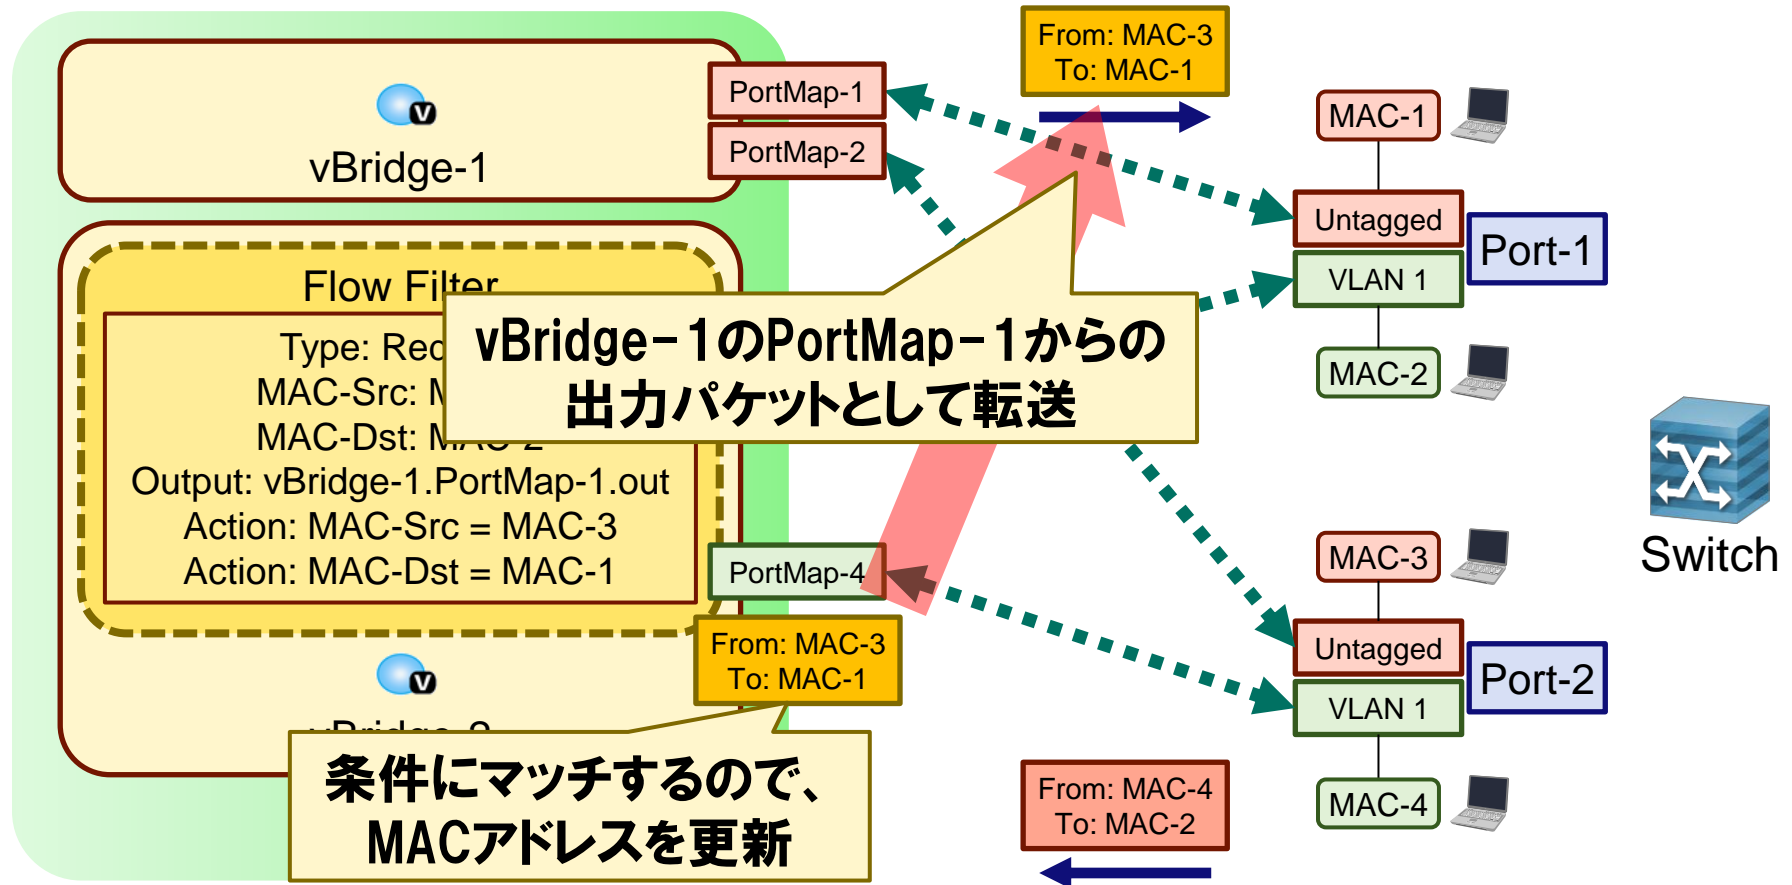 From: MAC-3
To: MAC-1
PortMap-1
PortMap-2
vBridge-1
MAC-1
Untagged
Port-1
VLAN 1
MAC-2
Flow Filter
vBridge-1のPortMap-1からの
出力パケットとして転送
Type:
MAC-Src:
MAC-Dst:
Output: vBridge-1.PortMap-1.out
Action: MAC-Src = MAC-3
Action: MAC-Dst = MAC-1
PortMap-4
From: MAC-3
To: MAC-1
条件にマッチするので、
MACアドレスを更新
Switch
MAC-3
Untagged
Port-2
VLAN 1
MAC-4
From: MAC-4
To: MAC-2